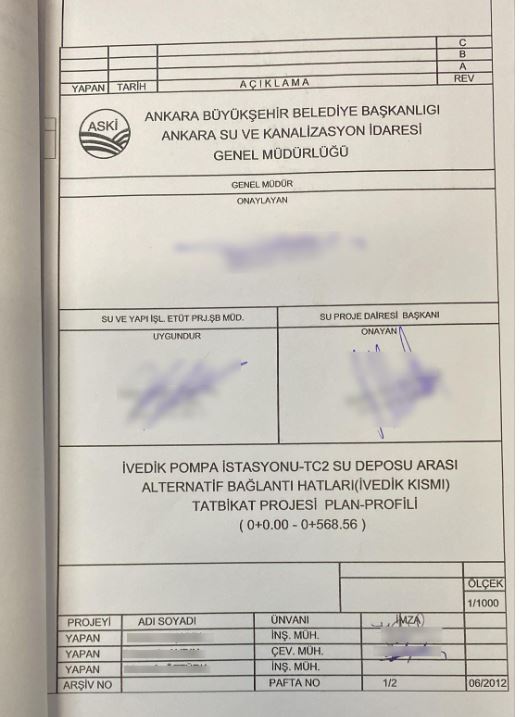 C
B
A
YAPAN TARİH AÇIKLAMA REV
ASKİ
ANKARA BÜYÜKŞEHİR BELEDİYE BAŞKANLIGI
ANKARA SU VE KANALİZASYON İDARESİ
GENEL MÜDÜRLÜĞÜ
GENEL MÜDÜR
ONAYLAYAN
SU VE YAPI İŞL. ETÜT PRJ.ŞB MÜD. SU PROJE DAİRESİ BAŞKANI
UYGUNDUR ONAYAN
İVEDİK POMPA İSTASYONU-TC2 SU DEPOSU ARASI
ALTERNATİF BAĞLANTI HATLARI(İVEDİK KISMI)
TATBİKAT PROJESİ PLAN-PROFİLİ
( 0+0.00 - 0+568.56 )
ÖLÇEK
1/1000
PROJEYİ ADI SOYADI ÜNVANI İMZA
YAPAN İNŞ. MÜH.
YAPAN ÇEV. MÜH.
YAPAN İNŞ. MÜH.
ARŞİV NO PAFTA NO 1/2 06/2012